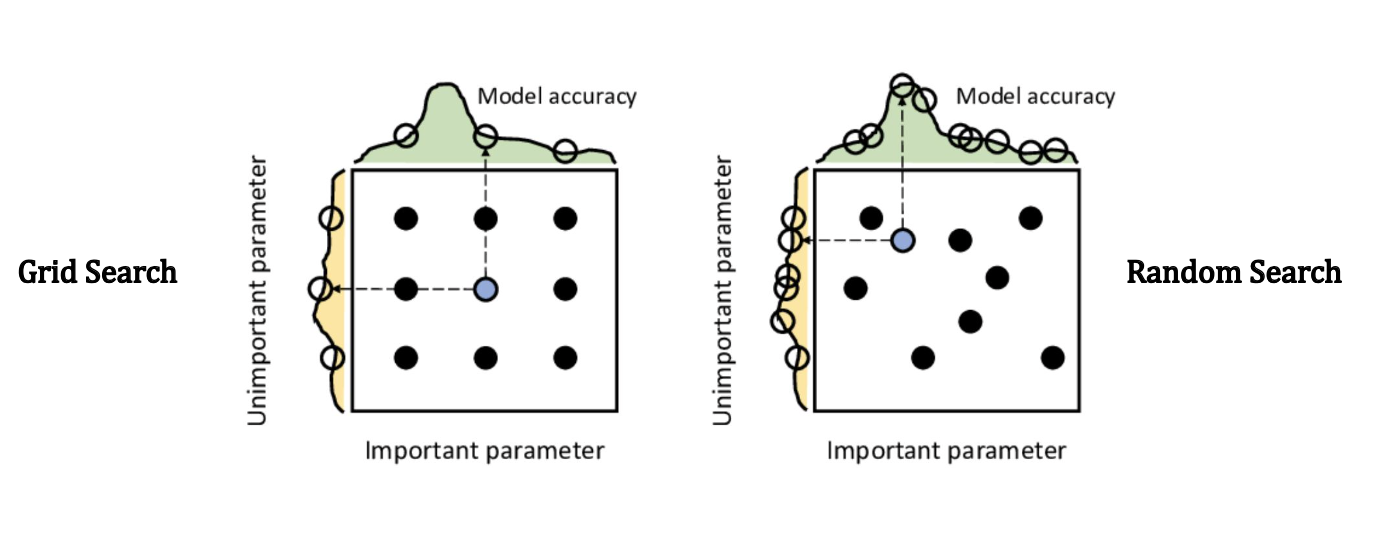 Model accuracy
Unimportant parameter
Grid Search
Important parameter
Model accuracy
Unimportant parameter
Random Search
Important parameter